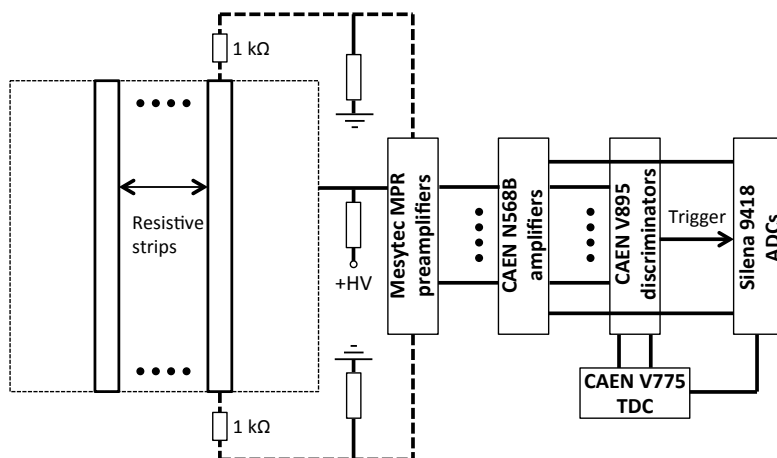 1 kΩ
Resistive
strips
+HV
1 kΩ
Mesytec MPR
preamplifiers
CAEN N568B
amplifiers
CAEN V895
discriminators
Trigger
Silena 9418
ADCs
CAEN V775
TDC